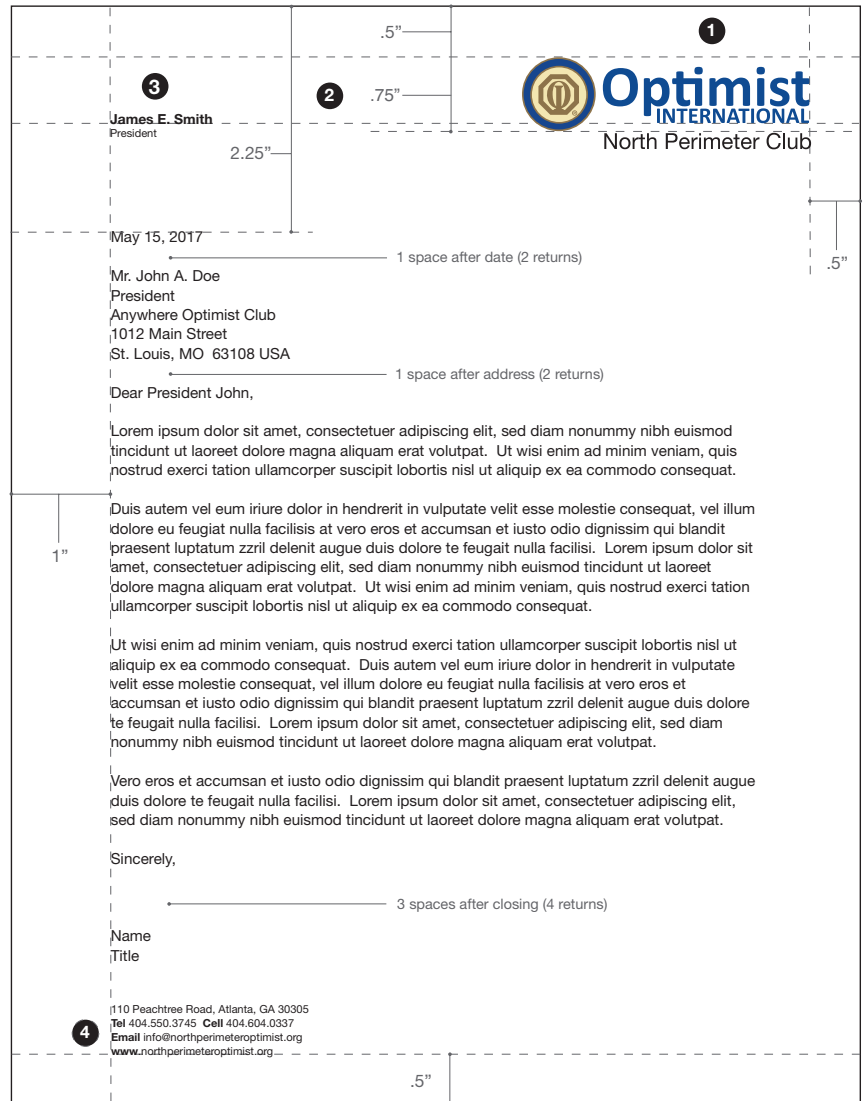 .5”
1
3
2
.75”
Optimist
INTERNATIONAL
North Perimeter Club
James E. Smith
President
2.25”
May 15, 2017
1 space after date (2 returns)
.5”
Mr. John A. Doe
President
Anywhere Optimist Club
1012 Main Street
St. Louis, MO  63108 USA
1 space after address (2 returns)
Dear President John,
Lorem ipsum dolor sit amet, consectetuer adipiscing elit, sed diam nonummy nibh euismod
tincidunt ut laoreet dolore magna aliquam erat volutpat.  Ut wisi enim ad minim veniam, quis
nostrud exerci tation ullamcorper suscipit lobortis nisl ut aliquip ex ea commodo consequat.
Duis autem vel eum iriure dolor in hendrerit in vulputate velit esse molestie consequat, vel illum
dolore eu feugiat nulla facilisis at vero eros et accumsan et iusto odio dignissim qui blandit
praesent luptatum zzril delenit augue duis dolore te feugait nulla facilisi.  Lorem ipsum dolor sit
amet, consectetuer adipiscing elit, sed diam nonummy nibh euismod tincidunt ut laoreet
dolore magna aliquam erat volutpat.  Ut wisi enim ad minim veniam, quis nostrud exerci tation
ullamcorper suscipit lobortis nisl ut aliquip ex ea commodo consequat.
1”
Ut wisi enim ad minim veniam, quis nostrud exerci tation ullamcorper suscipit lobortis nisl ut
aliquip ex ea commodo consequat.  Duis autem vel eum iriure dolor in hendrerit in vulputate
velit esse molestie consequat, vel illum dolore eu feugiat nulla facilisis at vero eros et
accumsan et iusto odio dignissim qui blandit praesent luptatum zzril delenit augue duis dolore
te feugait nulla facilisi.  Lorem ipsum dolor sit amet, consectetuer adipiscing elit, sed diam
nonummy nibh euismod tincidunt ut laoreet dolore magna aliquam erat volutpat.
Vero eros et accumsan et iusto odio dignissim qui blandit praesent luptatum zzril delenit augue
duis dolore te feugait nulla facilisi.  Lorem ipsum dolor sit amet, consectetuer adipiscing elit,
sed diam nonummy nibh euismod tincidunt ut laoreet dolore magna aliquam erat volutpat.
Sincerely,
3 spaces after closing (4 returns)
Name
Title
110 Peachtree Road, Atlanta, GA 30305
4
Tel 404.550.3745  Cell 404.604.0337
Email info@northperimeteroptimist.org
www.northperimeteroptimist.org
.5”